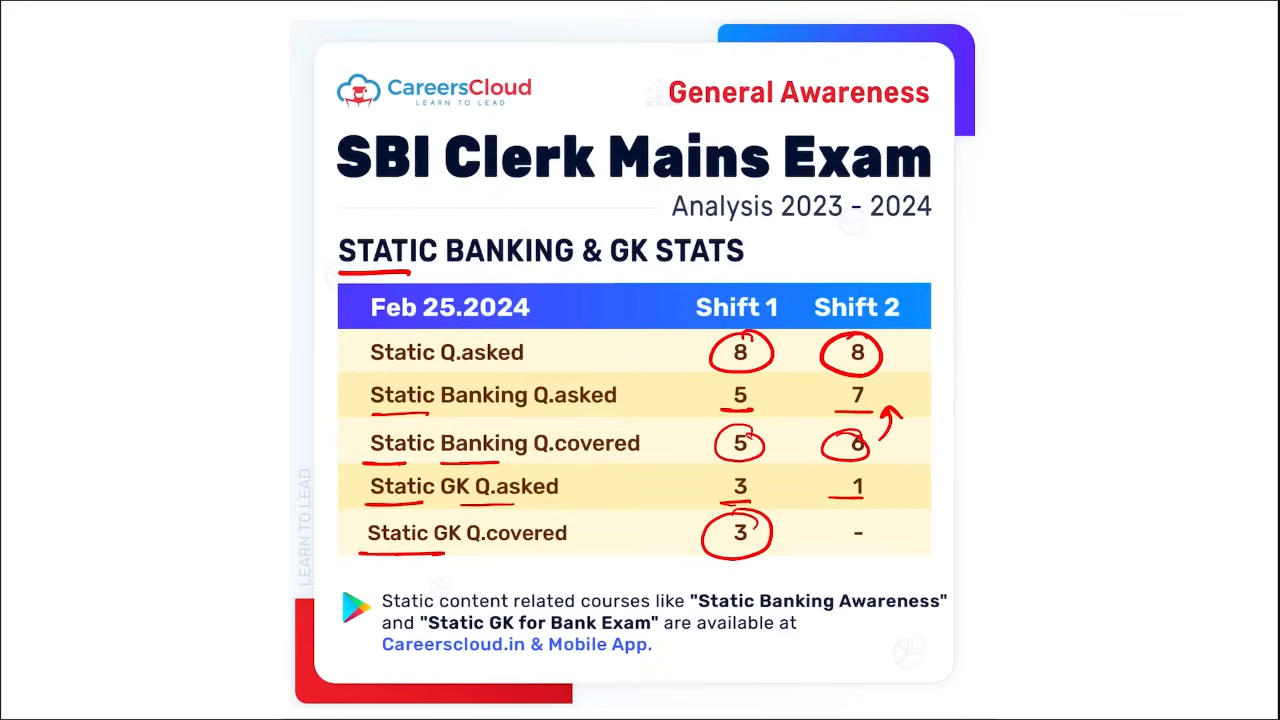 CareersCloud
LEARN TO LEAD
General Awareness
SBI Clerk Mains Exam
Analysis 2023 - 2024
STATIC BANKING & GK STATS
Feb 25.2024 Shift 1 Shift 2
Static Q.asked 8 8
Static Banking Q.asked 5 7
Static Banking Q.covered 5 6
Static GK Q.asked 3 1
Static GK Q.covered 3 -
LEARN TO LEAD
Static content related courses like "Static Banking Awareness"
and "Static GK for Bank Exam" are available at
Careerscloud.in & Mobile App.